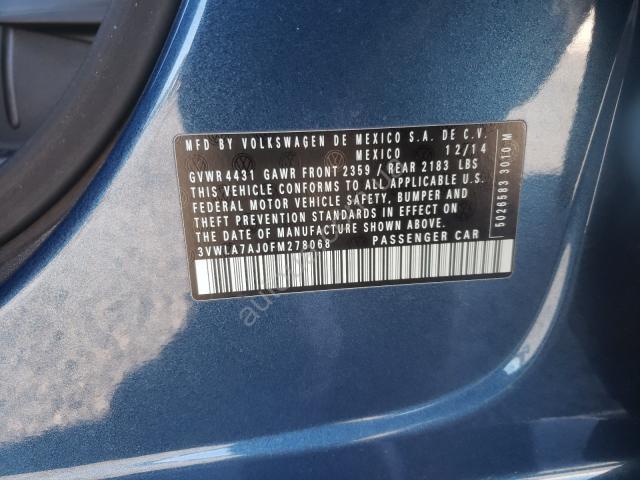 MFD BY VOLKSWAGEN DE MEXICO S.A. DE C.V.
MEXICO 12/14
GVWR 4431 GAWR FRONT 2359 / REAR 2183 LBS
THIS VEHICLE CONFORMS TO ALL APPLICABLE U.S.
FEDERAL MOTOR VEHICLE SAFETY, BUMPER AND
THEFT PREVENTION STANDARDS IN EFFECT ON
THE DATE OF MANUFACTURE SHOWN ABOVE.
3VWLA7AJ0FM278068 PASSENGER CAR
5026583 3010 M